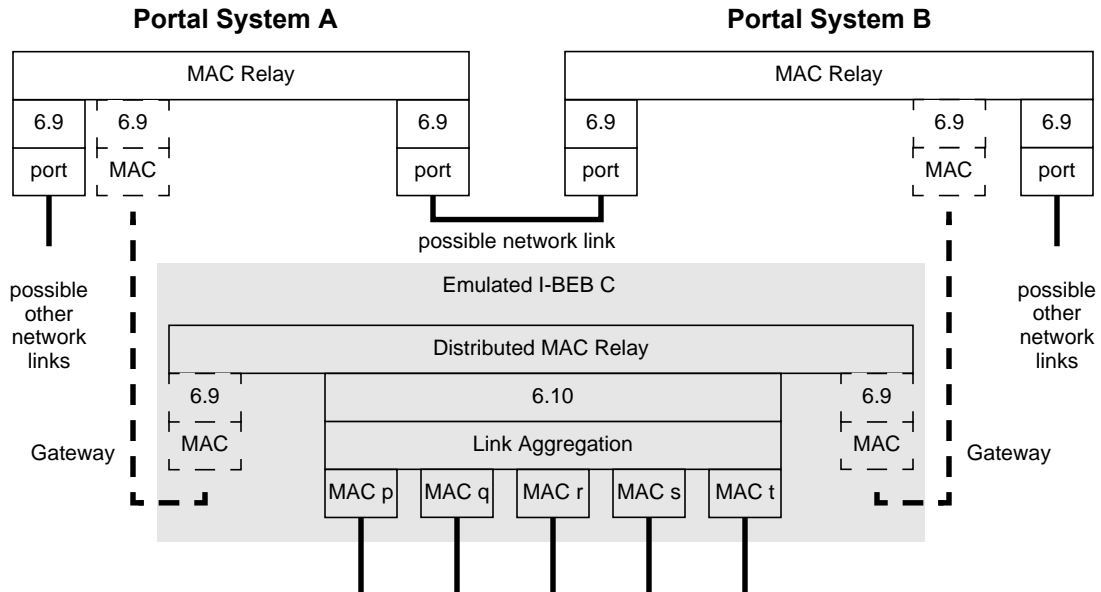 Portal System A
Portal System B
MAC Relay
MAC Relay
6.9
6.9
6.9
6.9
6.9
6.9
port
MAC
port
port
MAC
port
possible network link
possible
other
network
links
possible
other
network
links
Emulated I-BEB C
Distributed MAC Relay
6.9
6.10
6.9
MAC
Link Aggregation
MAC
Gateway
Gateway
MAC p
MAC q
MAC r
MAC s
MAC t